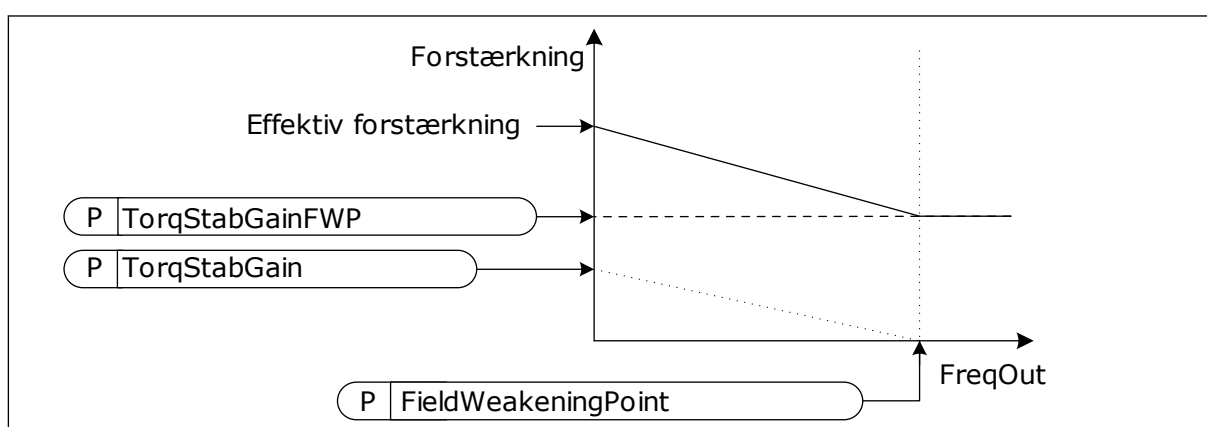 Forstærkning
Effektiv forstærkning
P TorqStabGainFWP
P TorqStabGain
FreqOut
P FieldWeakeningPoint